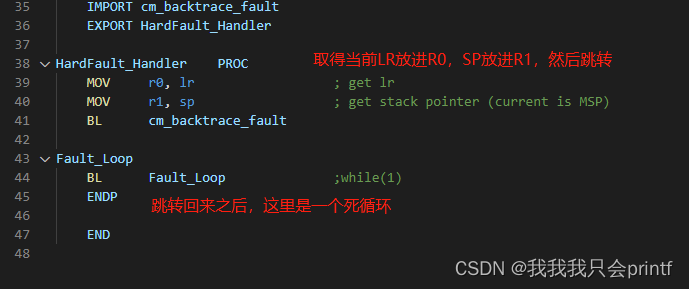 35 IMPORT cm_backtrace_fault
36 EXPORT HardFault_Handler
37
38 HardFault_Handler PROC 取得当前LR放进R0，SP放进R1，然后跳转
39 MOV r0, lr ; get lr
40 MOV r1, sp ; get stack pointer (current is MSP)
41 BL cm_backtrace_fault
42
43 Fault_Loop
44 BL Fault_Loop ;while(1)
45 ENDP
跳转回来之后，这里是一个死循环
46
47 END
48
CSDN @我我我只会printf